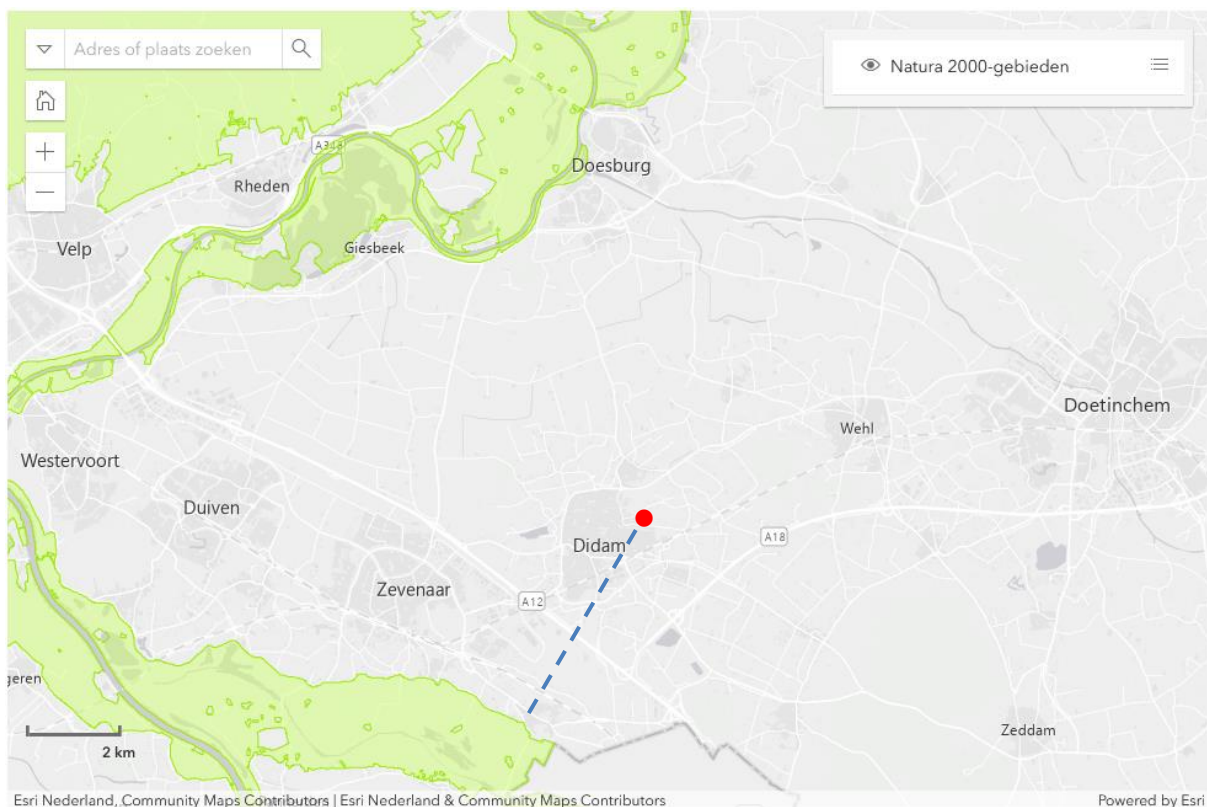 Adres of plaats zoeken
Natura 2000-gebieden
A348
Doesburg
Rheden
Velp
Giesbeek
Doetinchem
Wehl
Westervoort
Duiven
Didam
A18
Zevenaar
A12
geren
Zeddam
2 km
Esri Nederland, Community Maps Contributors | Esri Nederland & Community Maps Contributors
Powered by Esri